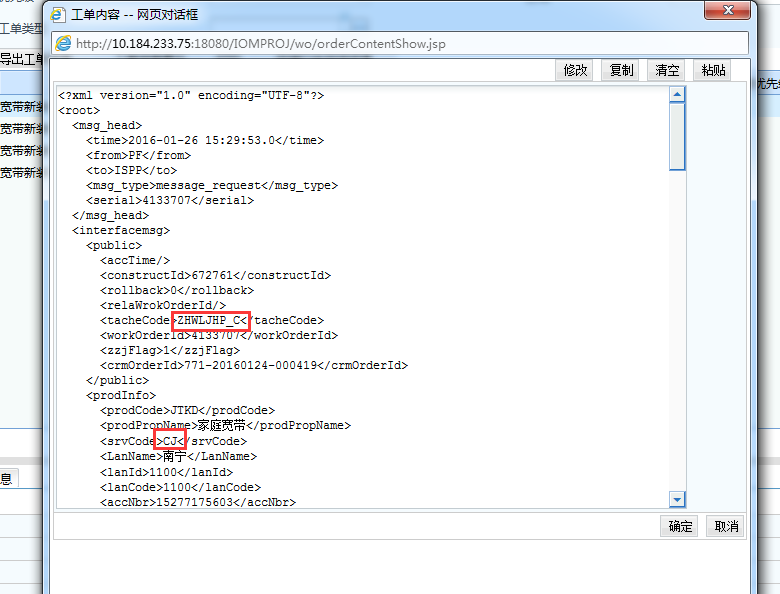 工单内容 -- 网页对话框
工单类型
http://10.184.233.75:18080/IOMPROJ/wo/orderContentShow.jsp
导出工单
修改 复制 清空 粘贴
优先级
宽带新装
宽带新装
宽带新装
宽带新装
<?xml version="1.0" encoding="UTF-8"?>
<root>
<msg_head>
<time>2016-01-26 15:29:53.0</time>
<from>PF</from>
<to>ISPP</to>
<msg_type>message_request</msg_type>
<serial>4133707</serial>
</msg_head>
<interfacemsg>
<public>
<accTime/>
<constructId>672761</constructId>
<rollback>0</rollback>
<relaWrokOrderId/>
<tacheCode>ZHWLJHP_C</tacheCode>
<workOrderId>4133707</workOrderId>
<zzjFlag>1</zzjFlag>
<crmOrderId>771-20160124-000419</crmOrderId>
</public>
<prodInfo>
<prodCode>JTKD</prodCode>
<prodPropName>家庭宽带</prodPropName>
<srvCode>CJ</srvCode>
<LanName>南宁</LanName>
<lanId>1100</lanId>
<lanCode>1100</lanCode>
<accNbr>15277175603</accNbr>
息
确定 取消